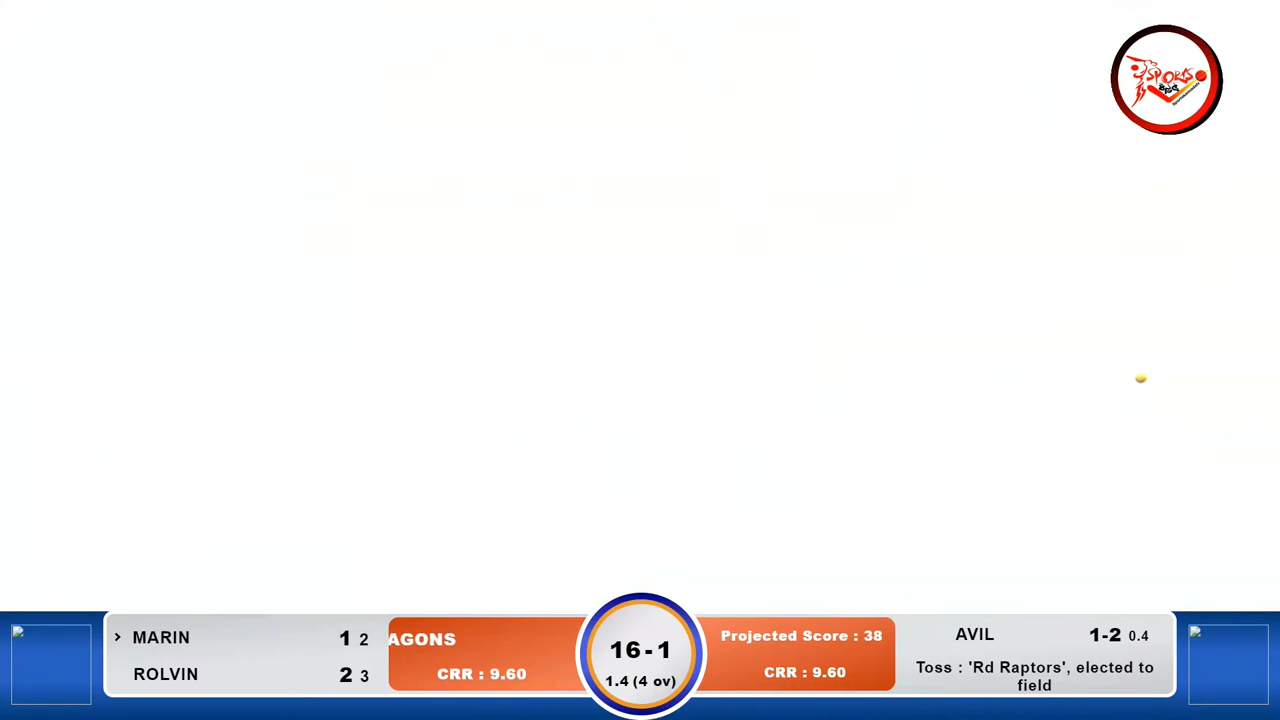 SPORTS
MARIN 1 2
ROLVIN 2 3
AGONS
CRR : 9.60
16-1
1.4 (4 ov)
Projected Score : 38
CRR : 9.60
AVIL 1-2 0.4
Toss : 'Rd Raptors', elected to
field